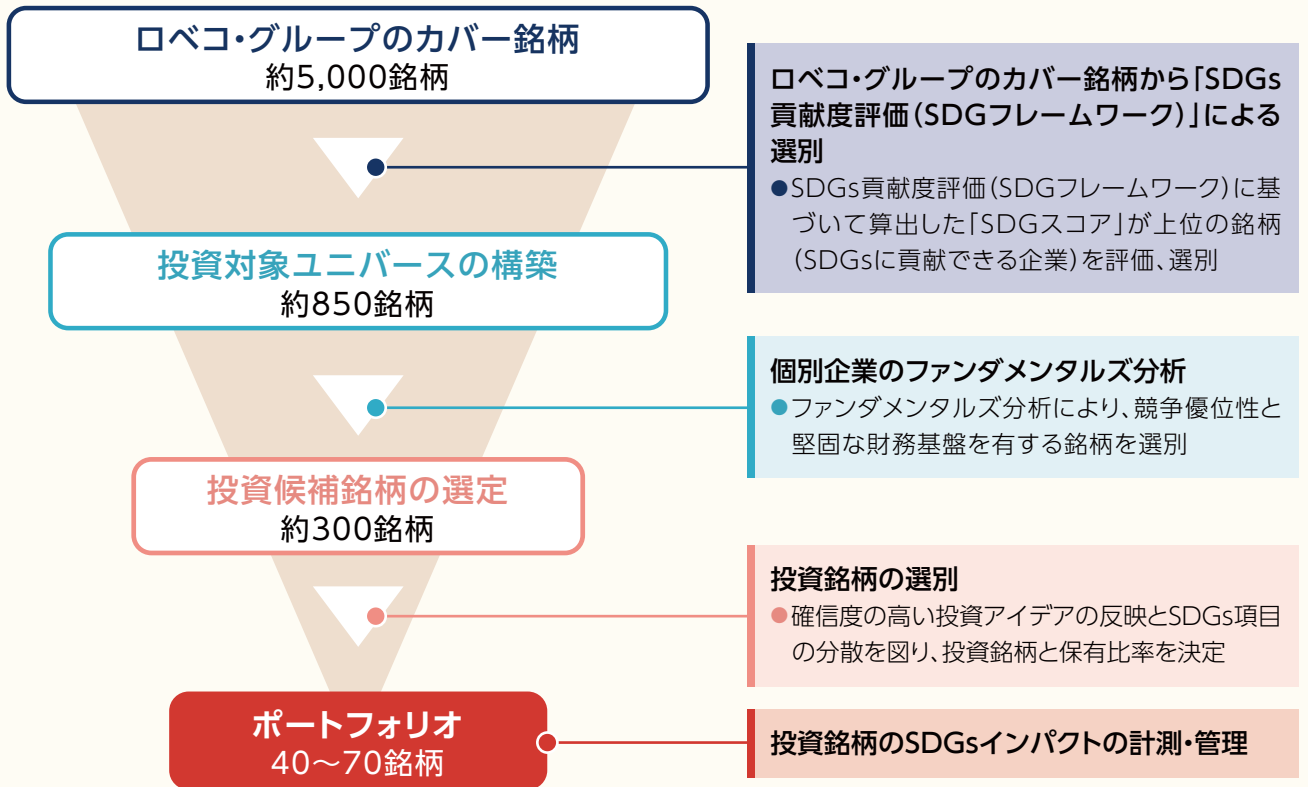 ロベコ・グループのカバー銘柄
約5,000銘柄
ロベコ・グループのカバー銘柄から「SDGs
貢献度評価(SDGフレームワーク)」による
選別
●SDGs貢献度評価(SDGフレームワーク)に基
づいて算出した「SDGスコア」が上位の銘柄
(SDGsに貢献できる企業)を評価、選別
投資対象ユニバースの構築
約850銘柄
個別企業のファンダメンタルズ分析
●ファンダメンタルズ分析により、競争優位性と
堅固な財務基盤を有する銘柄を選別
投資候補銘柄の選定
約300銘柄
投資銘柄の選別
●確信度の高い投資アイデアの反映とSDGs項目
の分散を図り、投資銘柄と保有比率を決定
ポートフォリオ
40～70銘柄
投資銘柄のSDGsインパクトの計測・管理